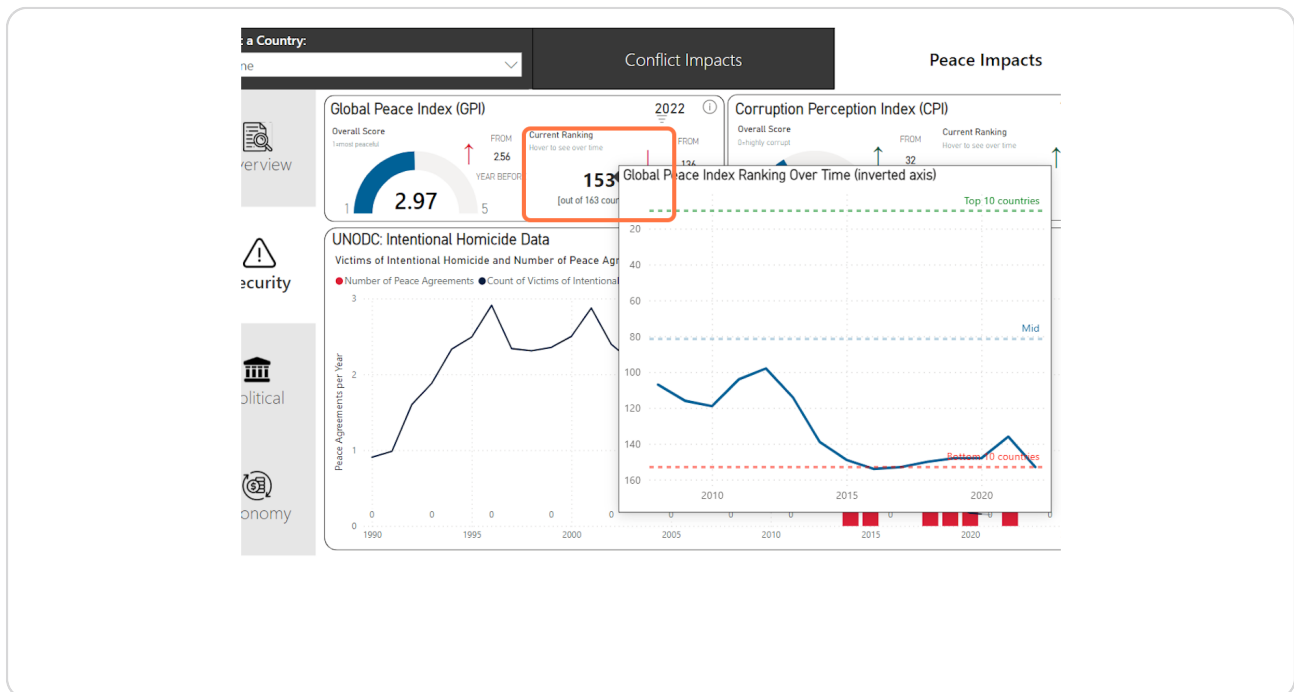 t a Country:
ne
Conflict Impacts
Peace Impacts
verview
ecurity
olitical
onomy
Global Peace Index (GPI)
2022
Overall Score
1=most peaceful
FROM
2.56
YEAR BEFOR
1
2.97
5
Current Ranking
Hover to see over time
153
[out of 163 coun
FROM
136
Corruption Perception Index (CPI)
Overall Score
0=highly corrupt
FROM
32
Current Ranking
Hover to see over time
Global Peace Index Ranking Over Time (inverted axis)
Top 10 countries
20
40
60
Mid
80
100
120
140
Bottom 10 countries
160
2010 2015 2020
UNODC: Intentional Homicide Data
Victims of Intentional Homicide and Number of Peace Agr
Number of Peace Agreements Count of Victims of Intentional
Peace Agreements per Year
3
2
1
0
0 0 0 0 0 0 0 0 0 0 0 0
1990 1995 2000 2005 2010 2015 2020